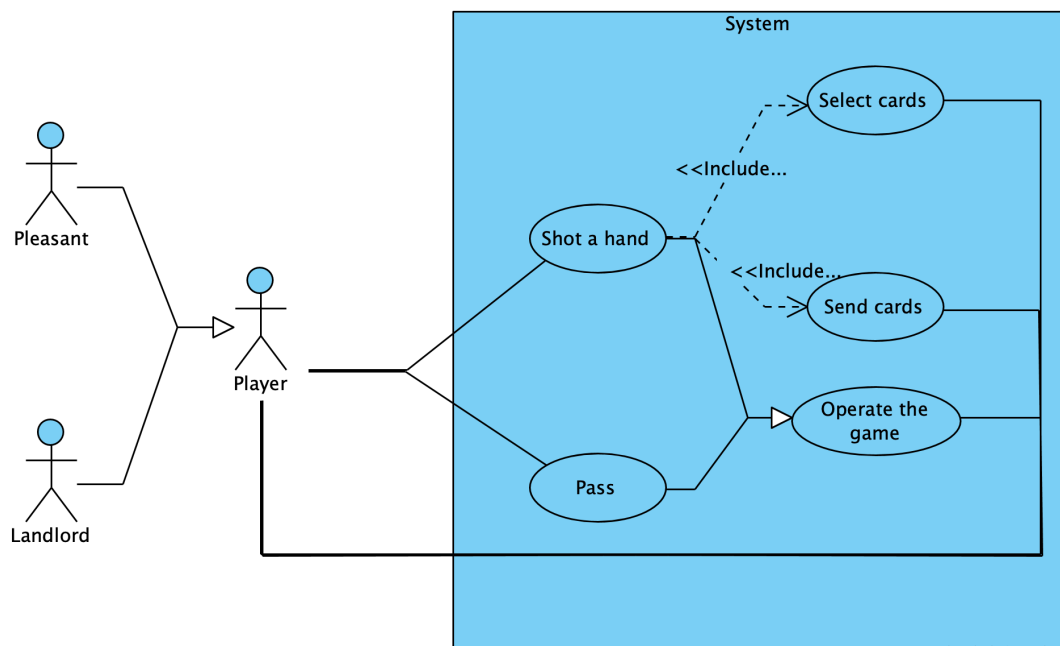 System
Select cards
<<Include...
Pleasant
Shot a hand
<<Include...
Send cards
Player
Operate the
game
Pass
Landlord